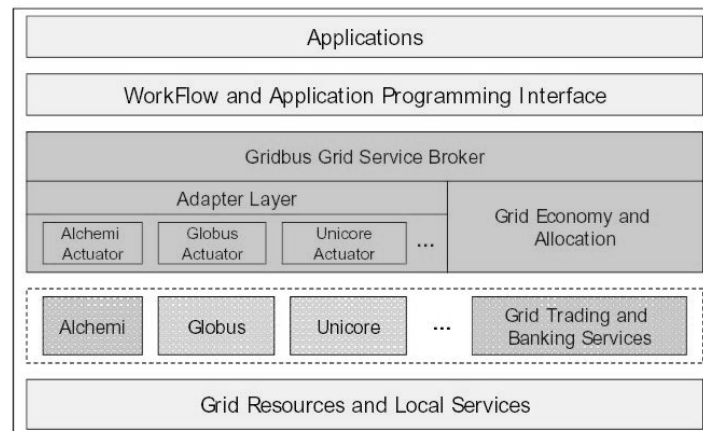 Applications
WorkFlow and Application Programming Interface
Gridbus Grid Service Broker
Adapter Layer
Alchemi
Actuator
Globus
Actuator
Unicore
Actuator
...
Grid Economy and
Allocation
Alchemi
Globus
Unicore
...
Grid Trading and
Banking Services
Grid Resources and Local Services